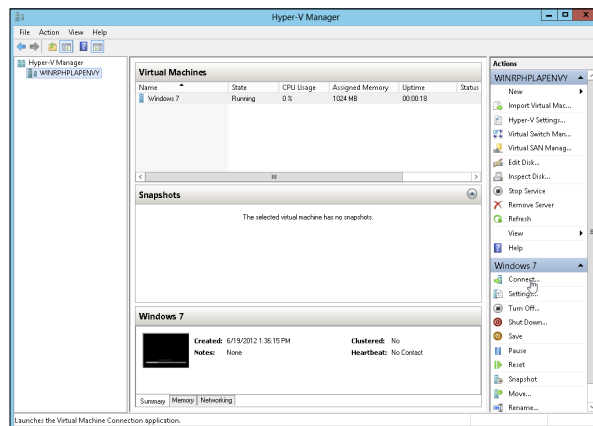 Hyper-V Manager
File Action View Help
Hyper-V Manager
WINRPHPLAPENVY
Virtual Machines
Name State CPU Usage Assigned Memory Uptime Status
Windows 7 Running 0 % 1024 MB 00:00:18
Snapshots
The selected virtual machine has no snapshots.
Windows 7
Created: 6/19/2012 1:36:15 PM Clustered: No
Notes: None Heartbeat: No Contact
Summary Memory Networking
Actions
WINRPHPLAPENVY
New
Import Virtual Mac...
Hyper-V Settings...
Virtual Switch Man...
Virtual SAN Manag...
Edit Disk...
Inspect Disk...
Stop Service
Remove Server
Refresh
View
Help
Windows 7
Connect...
Settings...
Turn Off...
Shut Down...
Save
Pause
Reset
Snapshot
Move...
Rename...
Launches the Virtual Machine Connection application.